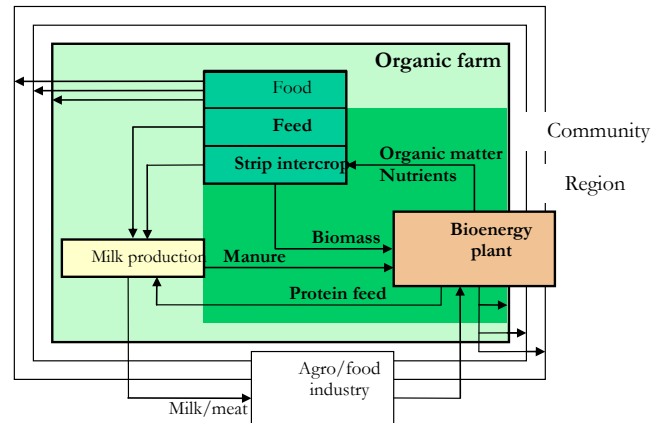 Organic farm
Food
Feed
Strip intercrop
Organic matter
Nutrients
Community
Region
Biomass
Bioenergy
plant
Milk production
Manure
Protein feed
Agro/food
industry
Milk/meat